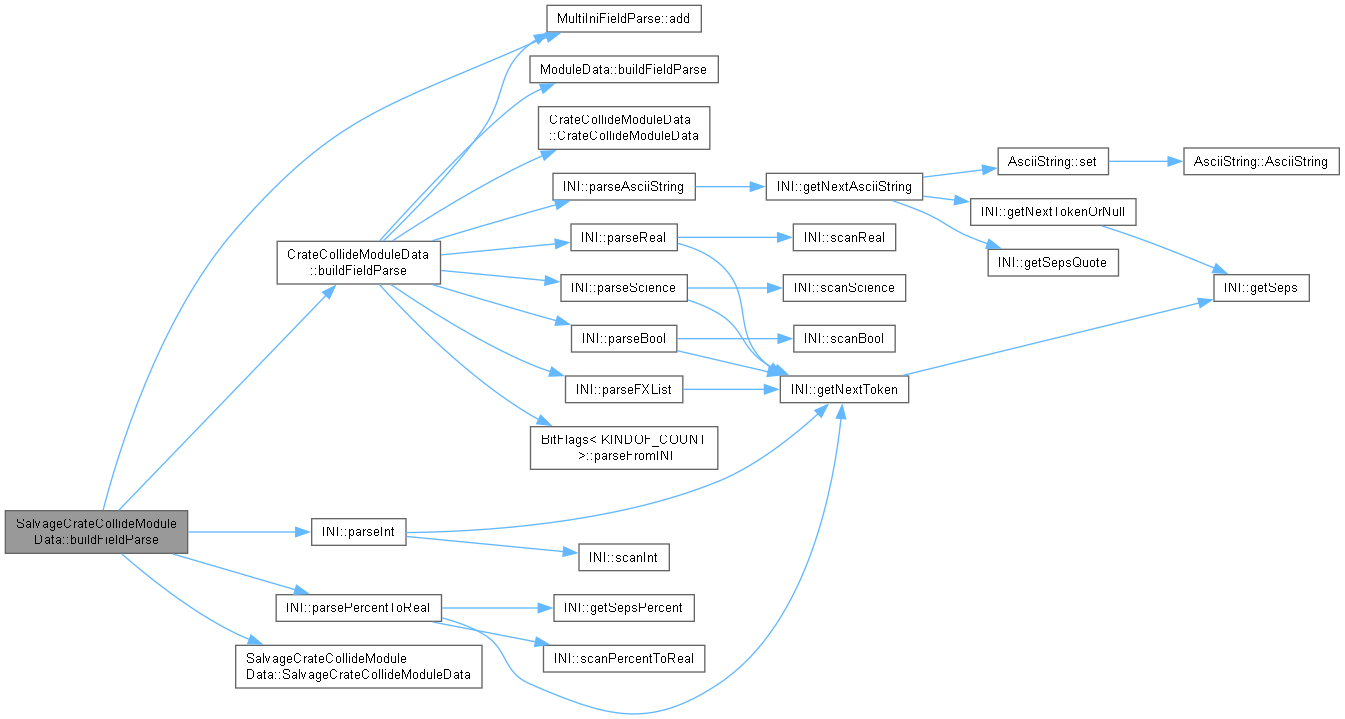 MultiIniFieldParse::add
ModuleData::buildFieldParse
CrateCollideModuleData
::CrateCollideModuleData
INI::parseAsciiString
INI::getNextAsciiString
AsciiString::set
AsciiString::AsciiString
INI::getNextTokenOrNull
INI::getSepsQuote
INI::parseReal
INI::scanReal
CrateCollideModuleData
::buildFieldParse
INI::parseScience
INI::scanScience
INI::getSeps
INI::parseBool
INI::scanBool
INI::parseFXList
INI::getNextToken
BitFlags< KINDOF_COUNT
>::parseFromINI
SalvageCrateCollideModule
Data::buildFieldParse
INI::parseInt
INI::scanInt
INI::parsePercentToReal
INI::getSepsPercent
INI::scanPercentToReal
SalvageCrateCollideModule
Data::SalvageCrateCollideModuleData